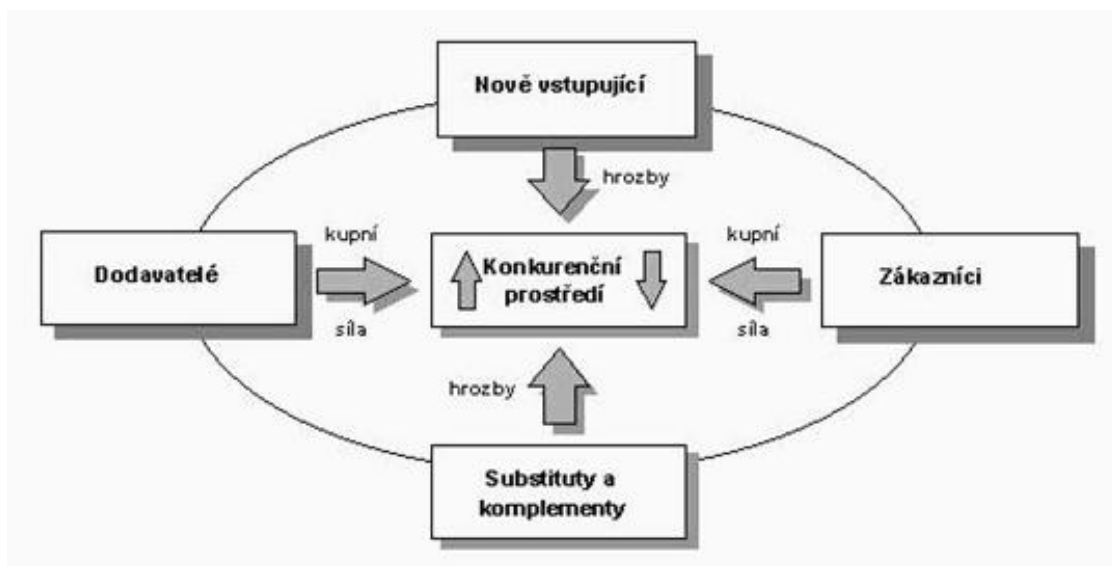 Nově vstupující
hrozby
kupní
kupní
Dodavatelé
Konkurenční
prostředí
Zákazníci
síla
síla
hrozby
Substituty a
komplementy